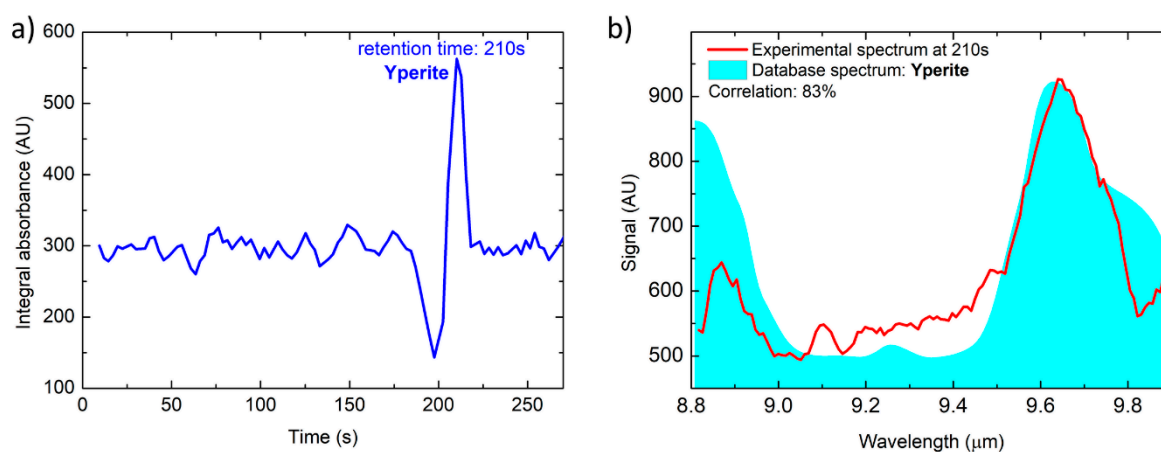 a)
600
500
400
300
200
100
Integral absorbance (AU)
0
50
100
150
200
250
Time (s)
retention time: 210s
Yperite
b)
900
800
700
600
500
Signal (AU)
8.8
9.0
9.2
9.4
9.6
9.8
Wavelength (μm)
Experimental spectrum at 210s
Database spectrum: Yperite
Correlation: 83%